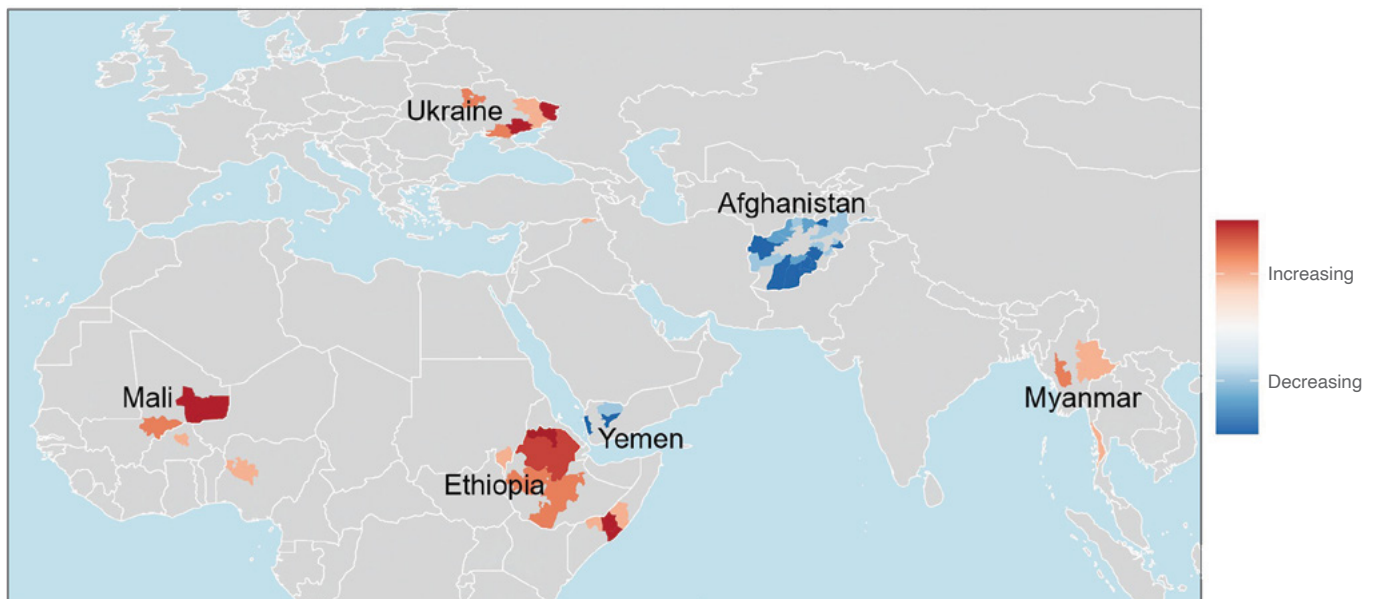 Ukraine
Afghanistan
Increasing
Decreasing
Mali
Myanmar
Yemen
Ethiopia